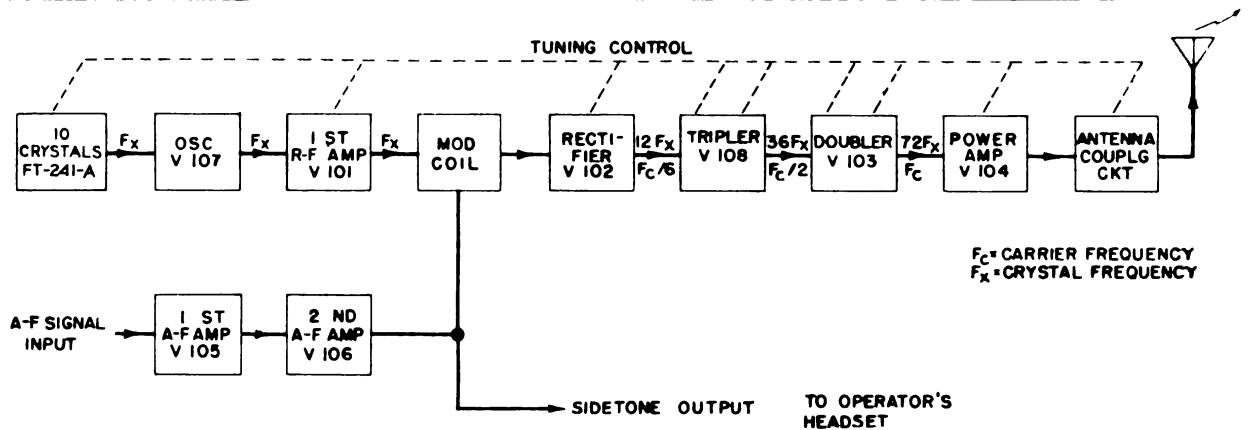 TUNING CONTROL
10
CRYSTALS
FT-241-A
FX
OSC
V 107
FX
1 ST
R-F AMP
V 101
FX
MOD
COIL
RECTI-
FIER
V 102
12FX
FC/6
TRIPLER
V 108
36FX
FC/2
DOUBLER
V 103
72FX
FC
POWER
AMP
V 104
ANTENNA
COUPLG
CKT
FC=CARRIER FREQUENCY
FX=CRYSTAL FREQUENCY
A-F SIGNAL
INPUT
1 ST
A-F AMP
V 105
2 ND
A-F AMP
V 106
SIDETONE OUTPUT
TO OPERATOR'S
HEADSET